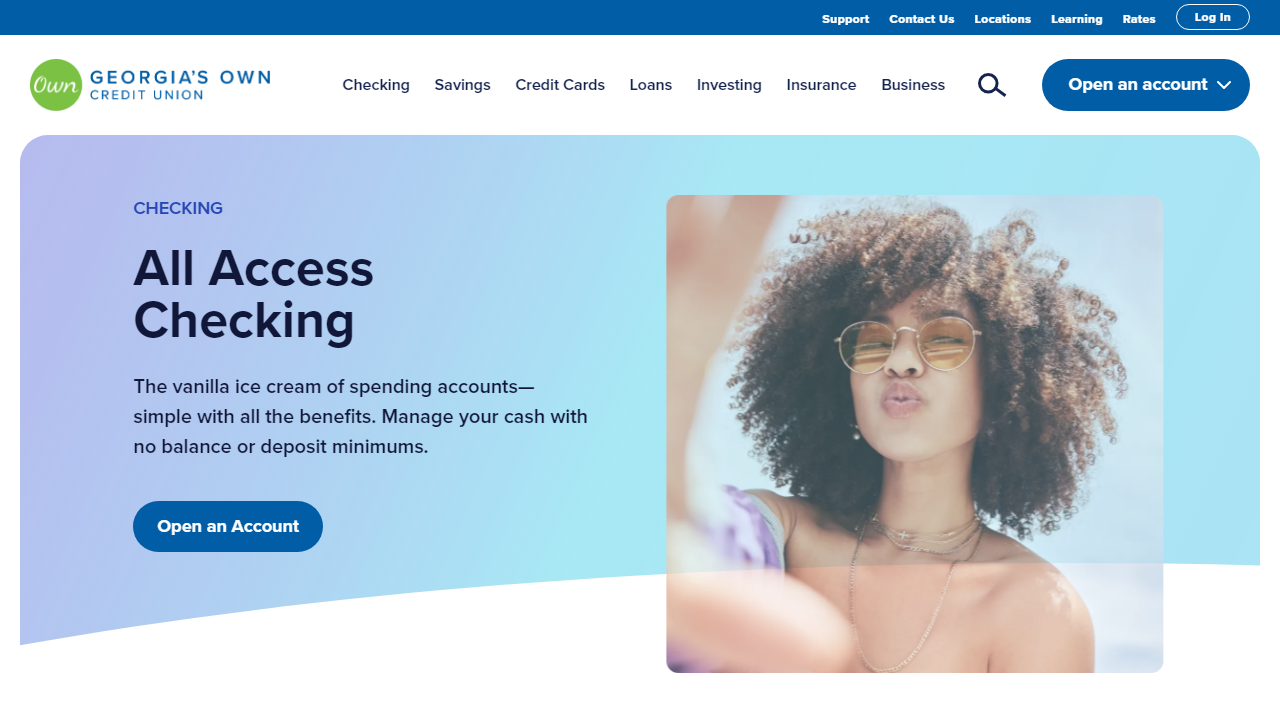 Support Contact Us Locations Learning Rates Log In
Own GEORGIA'S OWN
CREDIT UNION
Checking Savings Credit Cards Loans Investing Insurance Business Open an account
CHECKING
All Access
Checking
The vanilla ice cream of spending accounts—
simple with all the benefits. Manage your cash with
no balance or deposit minimums.
Open an Account